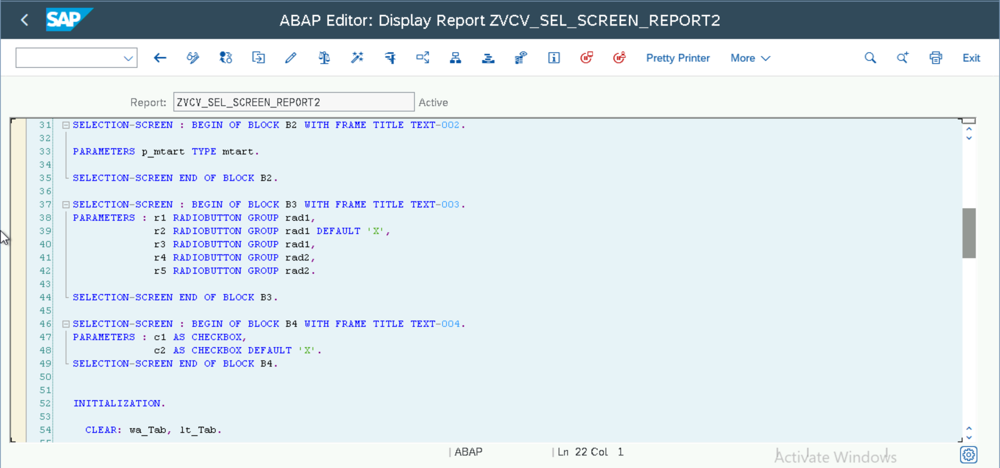 SAP ABAP Editor: Display Report ZVCV_SEL_SCREEN_REPORT2
Pretty Printer More Exit
Report: ZVCV_SEL_SCREEN_REPORT2 Active
31 SELECTION-SCREEN : BEGIN OF BLOCK B2 WITH FRAME TITLE TEXT-002.
32
33 PARAMETERS p_mtart TYPE mtart.
34
35 SELECTION-SCREEN END OF BLOCK B2.
36
37 SELECTION-SCREEN : BEGIN OF BLOCK B3 WITH FRAME TITLE TEXT-003.
38 PARAMETERS : r1 RADIOBUTTON GROUP rad1,
39 r2 RADIOBUTTON GROUP rad1 DEFAULT 'X',
40 r3 RADIOBUTTON GROUP rad1,
41 r4 RADIOBUTTON GROUP rad2,
42 r5 RADIOBUTTON GROUP rad2.
43
44 SELECTION-SCREEN END OF BLOCK B3.
45
46 SELECTION-SCREEN : BEGIN OF BLOCK B4 WITH FRAME TITLE TEXT-004.
47 PARAMETERS : c1 AS CHECKBOX,
48 c2 AS CHECKBOX DEFAULT 'X'.
49 SELECTION-SCREEN END OF BLOCK B4.
50
51
52 INITIALIZATION.
53
54 CLEAR: wa_Tab, lt_Tab.
ABAP Ln 22 Col 1
Activate Windows